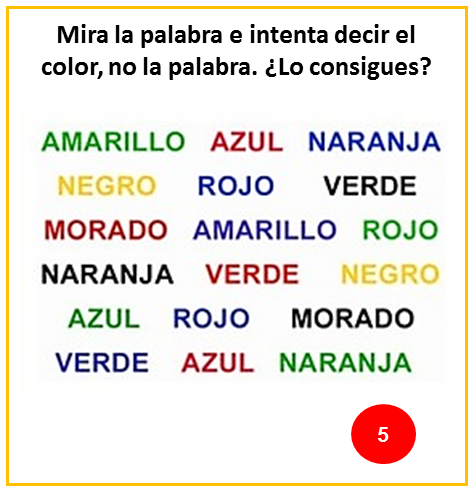 Mira la palabra e intenta decir el
color, no la palabra. ¿Lo consigues?
AMARILLO AZUL NARANJA
NEGRO ROJO VERDE
MORADO AMARILLO ROJO
NARANJA VERDE NEGRO
AZUL ROJO MORADO
VERDE AZUL NARANJA
5